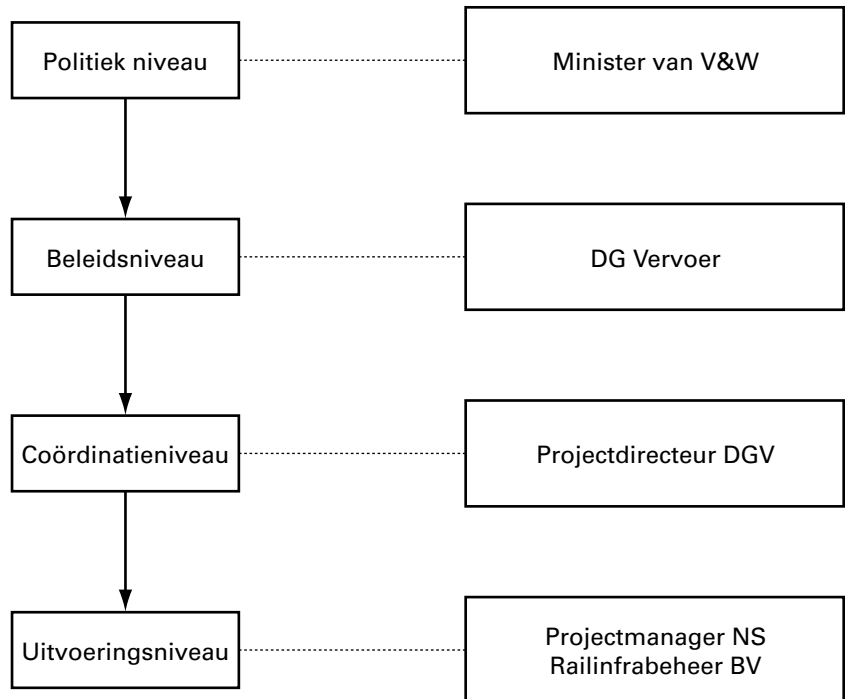 Politiek niveau
Minister van V&W
Beleidsniveau
DG Vervoer
Coördinatieniveau
Projectdirecteur DGV
Uitvoeringsniveau
Projectmanager NS
Railinfrabeheer BV